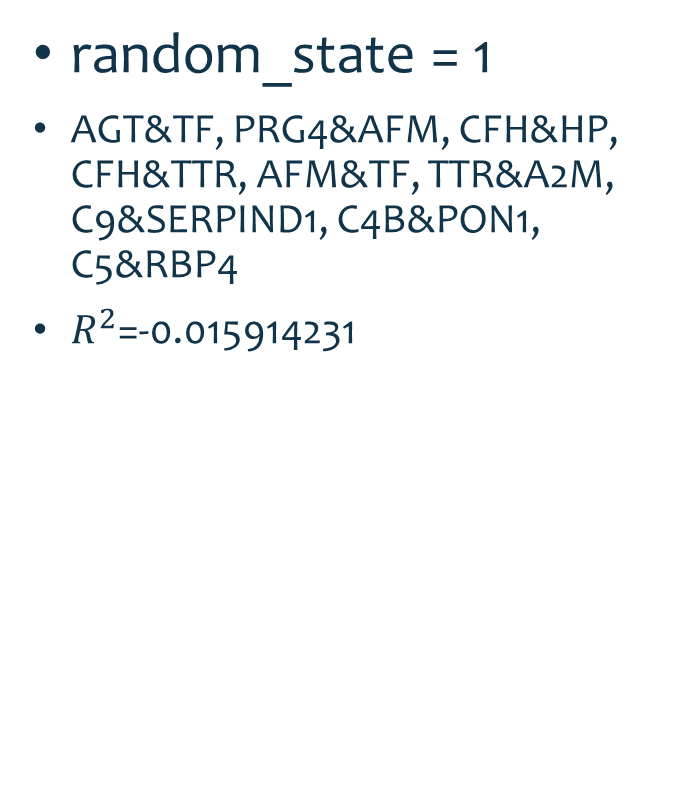 • random_state = 1
• AGT&TF, PRG4&AFM, CFH&HP,
CFH&TTR, AFM&TF, TTR&A2M,
C9&SERPIND1, C4B&PON1,
C5&RBP4
• R²=-0.015914231